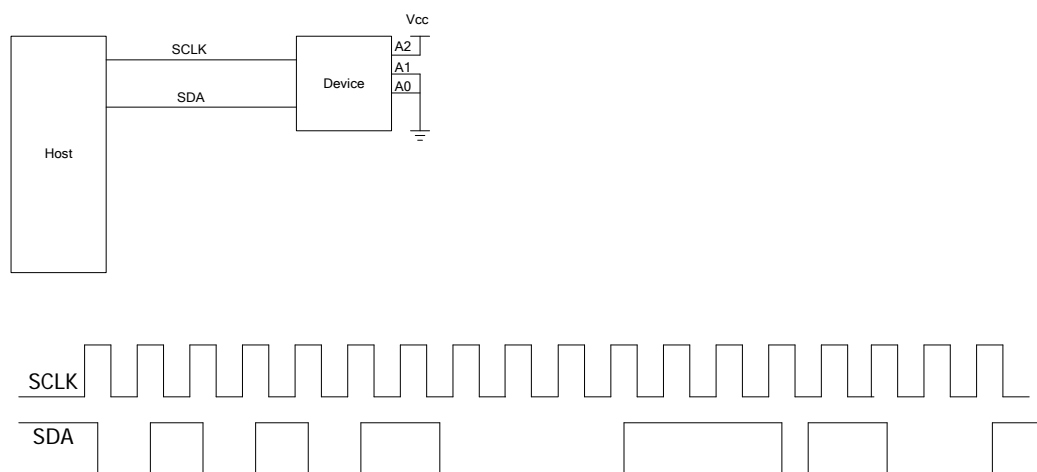 Vcc
SCLK
A2
A1
Device
A0
SDA
Host
SCLK
SDA